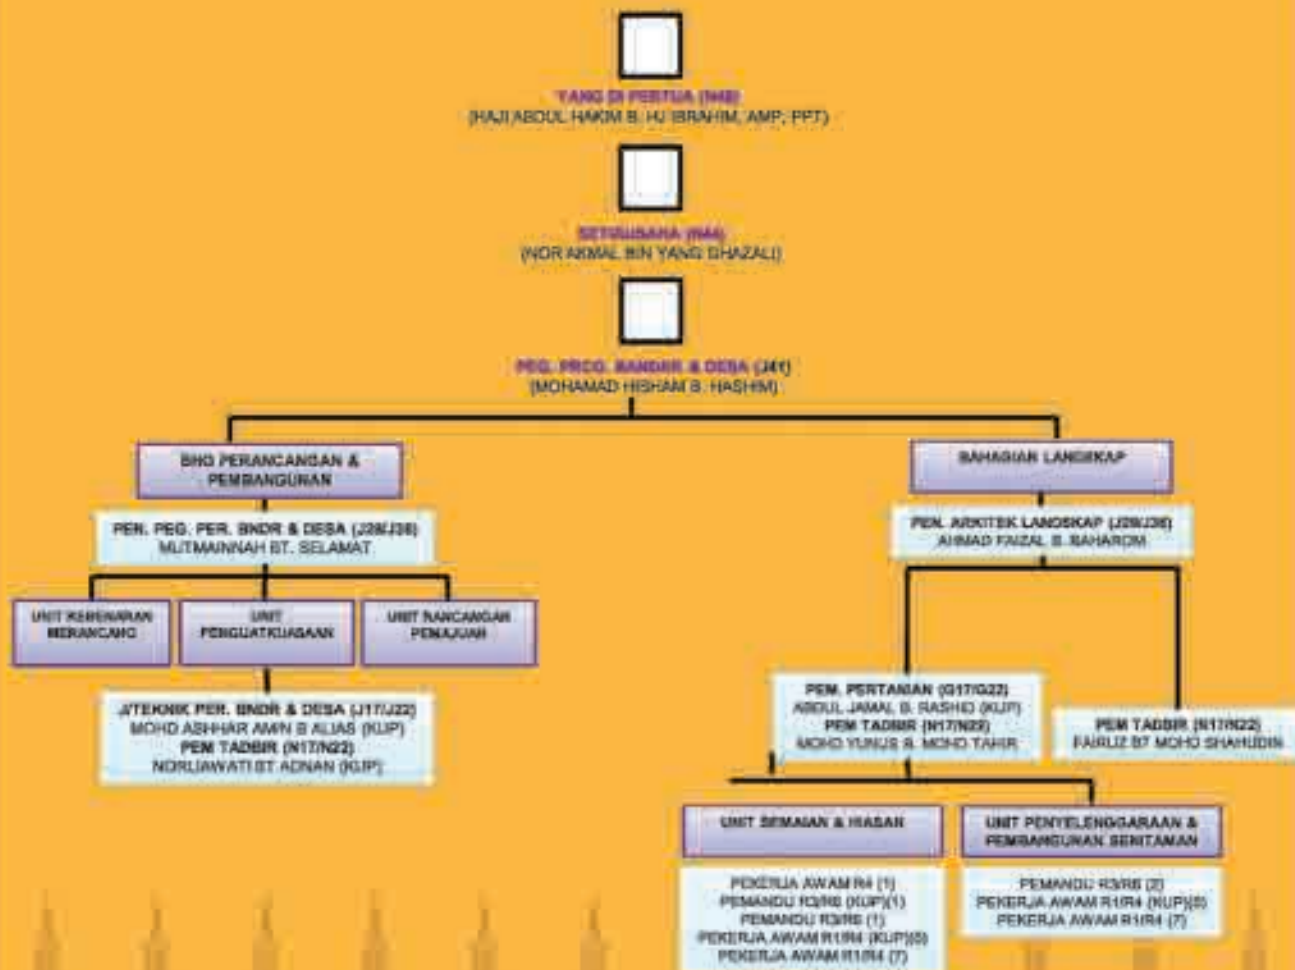 YANG DI PERTUA (N48)
(HAJI ABDUL HAKIM B. HJ IBRAHIM, AMP, PPT)
SETIAUSAHA (N44)
(NOR AKMAL BIN YANG GHAZALI)
PEG. PRCG. BANDAR & DESA (J41)
(MOHAMAD HISHAM B. HASHIM)
BHG PERANCANGAN &
PEMBANGUNAN
PEN. PEG. PER. BNDR & DESA (J29/J36)
MUTMAINNAH BT. SELAMAT
UNIT KEBENARAN
MERANCANG
UNIT
PENGUATKUASAAN
UNIT RANCANGAN
PEMAJUAN
J/TEKNIK PER. BNDR & DESA (J17/J22)
MOHD ASHHAR AMIN B ALIAS (KUP)
PEM TADBIR (N17/N22)
NORLIAWATI BT ADNAN (KUP)
BAHAGIAN LANDSKAP
PEN. ARKITEK LANDSKAP (J29/J36)
AHMAD FAIZAL B. BAHAROM
PEM. PERTANIAN (G17/G22)
ABDUL JAMAL B. RASHID (KUP)
PEM TADBIR (N17/N22)
MOHD YUNUS B. MOHD TAHIR
PEM TADBIR (N17/N22)
FAIRUZ BT MOHD SHAHUDIN
UNIT SEMAIAN & HIASAN
PEKERJA AWAM R4 (1)
PEMANDU R3/R6 (KUP)(1)
PEMANDU R3/R6 (1)
PEKERJA AWAM R1/R4 (KUP)
PEKERJA AWAM R1/R4 (7)
UNIT PENYELENGGARAAN &
PEMBANGUNAN SENITAMAN
PEMANDU R3/R6 (2)
PEKERJA AWAM R1/R4 (KUP)
PEKERJA AWAM R1/R4 (7)